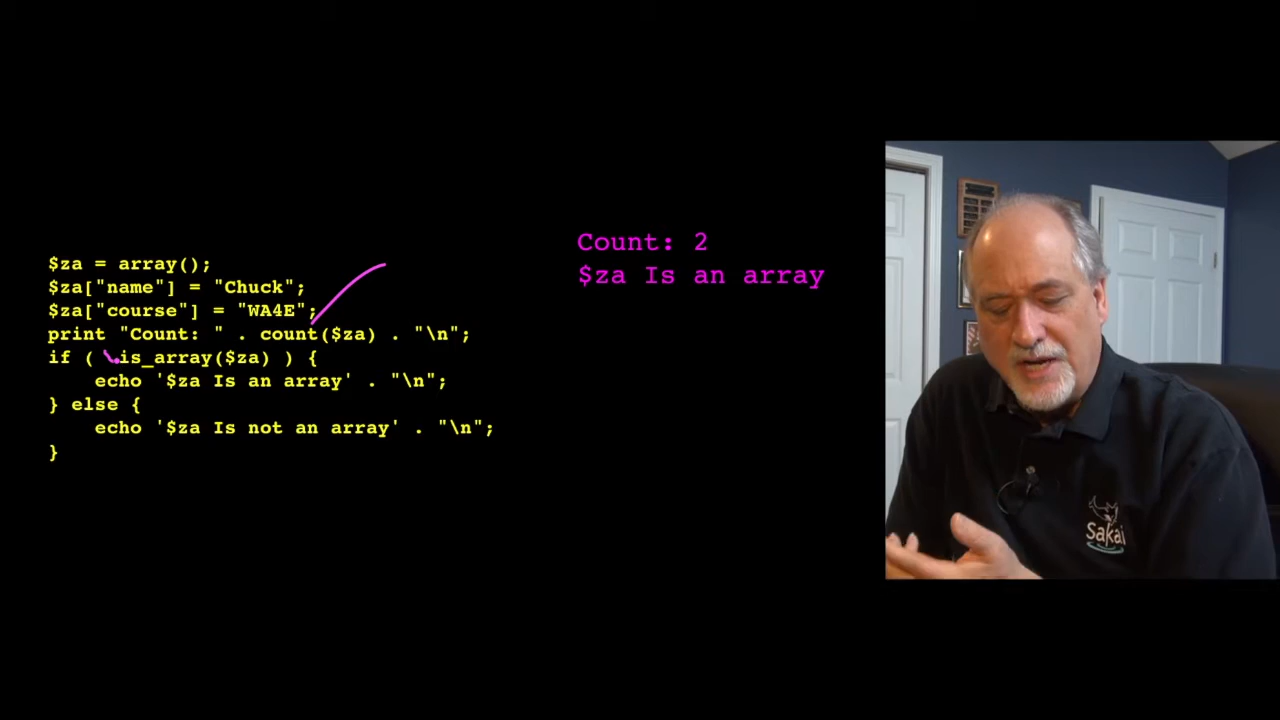 $za = array();
$za["name"] = "Chuck";
$za["course"] = "WA4E";
print "Count: " . count($za) . "\n";
if ( is_array($za) ) {
    echo '$za Is an array' . "\n";
} else {
    echo '$za Is not an array' . "\n";
}
Count: 2
$za Is an array
Sakai